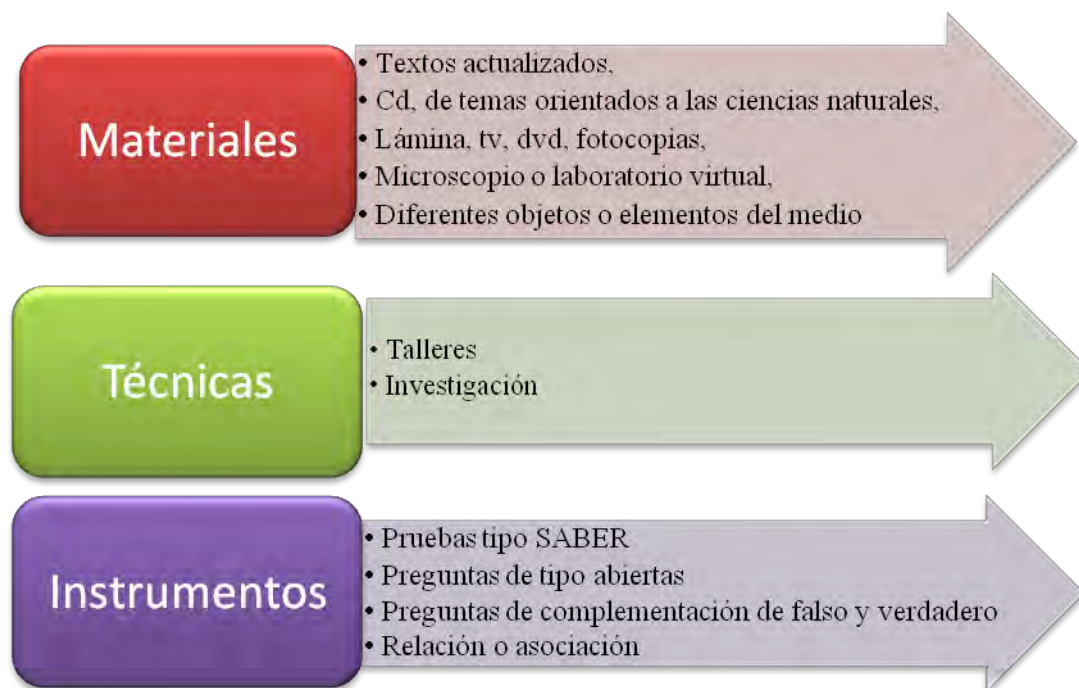 Materiales
• Textos actualizados,
• Cd, de temas orientados a las ciencias naturales,
• Lámina, tv, dvd, fotocopias,
• Microscopio o laboratorio virtual,
• Diferentes objetos o elementos del medio
Técnicas
• Talleres
• Investigación
Instrumentos
• Pruebas tipo SABER
• Preguntas de tipo abiertas
• Preguntas de complementación de falso y verdadero
• Relación o asociación